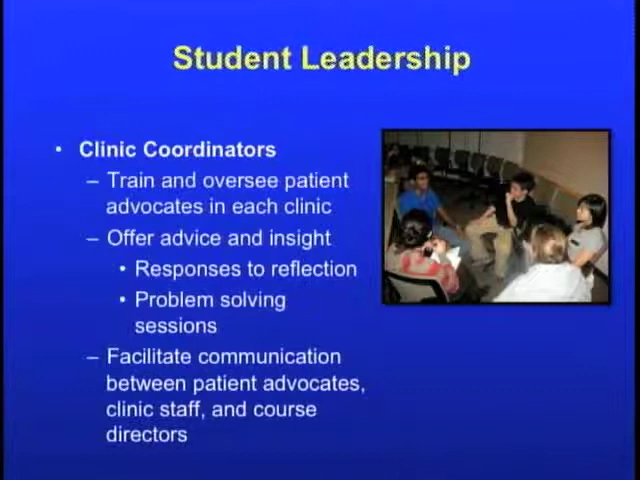 Student Leadership
• Clinic Coordinators
– Train and oversee patient
advocates in each clinic
– Offer advice and insight
• Responses to reflection
• Problem solving
sessions
– Facilitate communication
between patient advocates,
clinic staff, and course
directors